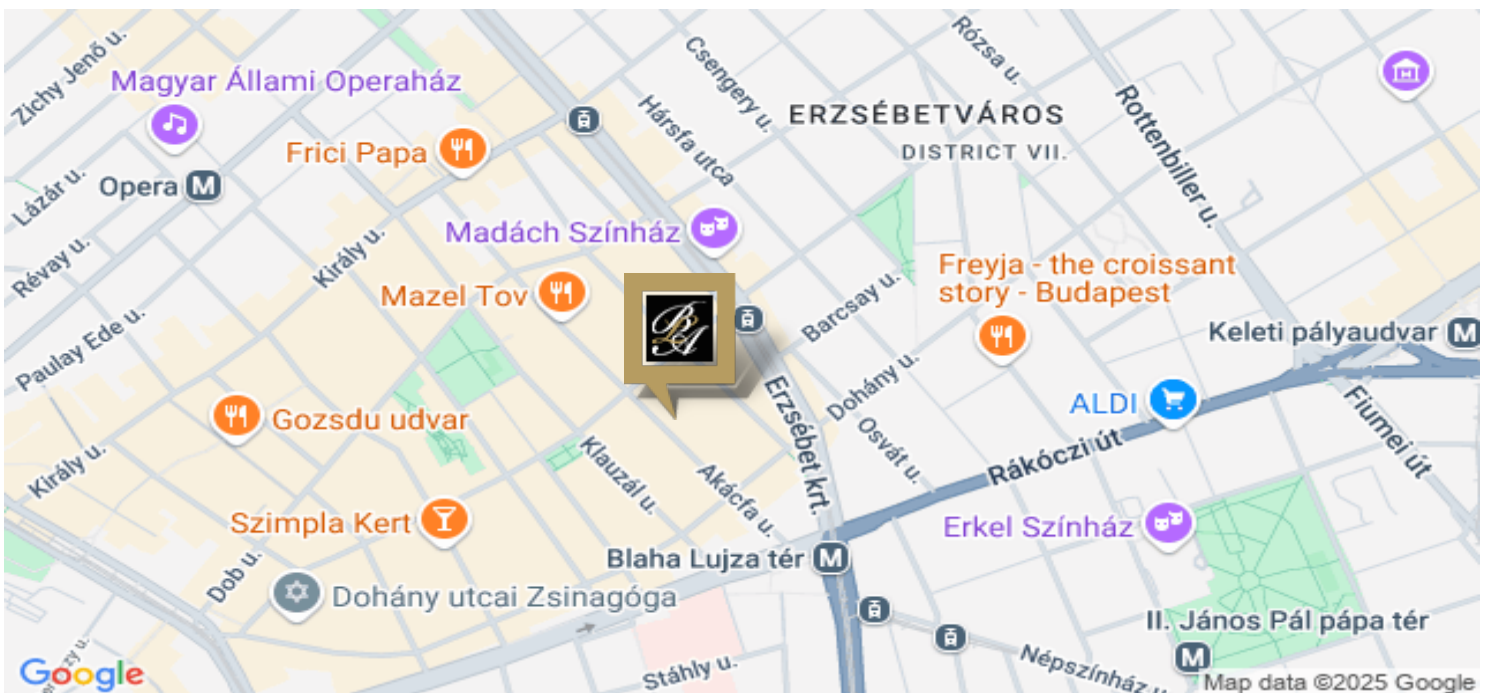 Zichy Jenő u.
Magyar Állami Operaház
Csengery u.
Rózsa u.
Hársfa utca
ERZSÉBETVÁROS
DISTRICT VII.
Rottenbiller u.
Frici Papa
Opera M
Lázár u.
Király u.
Madách Színház
Révay u.
Mazel Tov
BLA
Barcsay u.
Freyja - the croissant
story - Budapest
Keleti pályaudvar M
Paulay Ede u.
Erzsébet krt.
Dohány u.
ALDI
Fiumei út
Gozsdu udvar
Osvát u.
Rákóczi út
Király u.
Klauzál u.
Akácfa u.
Szimpla Kert
Erkel Színház
Blaha Lujza tér M
Dob u.
Dohány utcai Zsinagóga
II. János Pál pápa tér
M
Stáhly u.
Népszínház u.
Google
Map data ©2025 Google